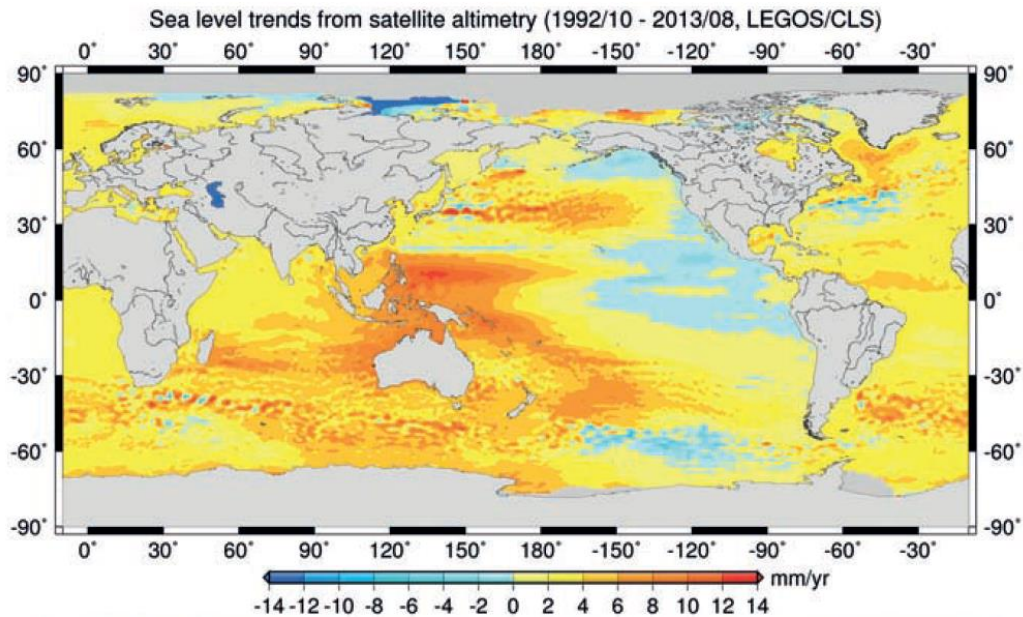 Sea level trends from satellite altimetry (1992/10 - 2013/08, LEGOS/CLS)
0° 30° 60° 90° 120° 150° 180° -150° -120° -90° -60° -30°
90° 90°
60° 60°
30° 30°
0° 0°
-30° -30°
-60° -60°
-90° -90°
0° 30° 60° 90° 120° 150° 180 -150° -120° -90° -60° -30°
mm/yr
-14 -12 -10 -8 -6 -4 -2 0 2 4 6 8 10 12 14